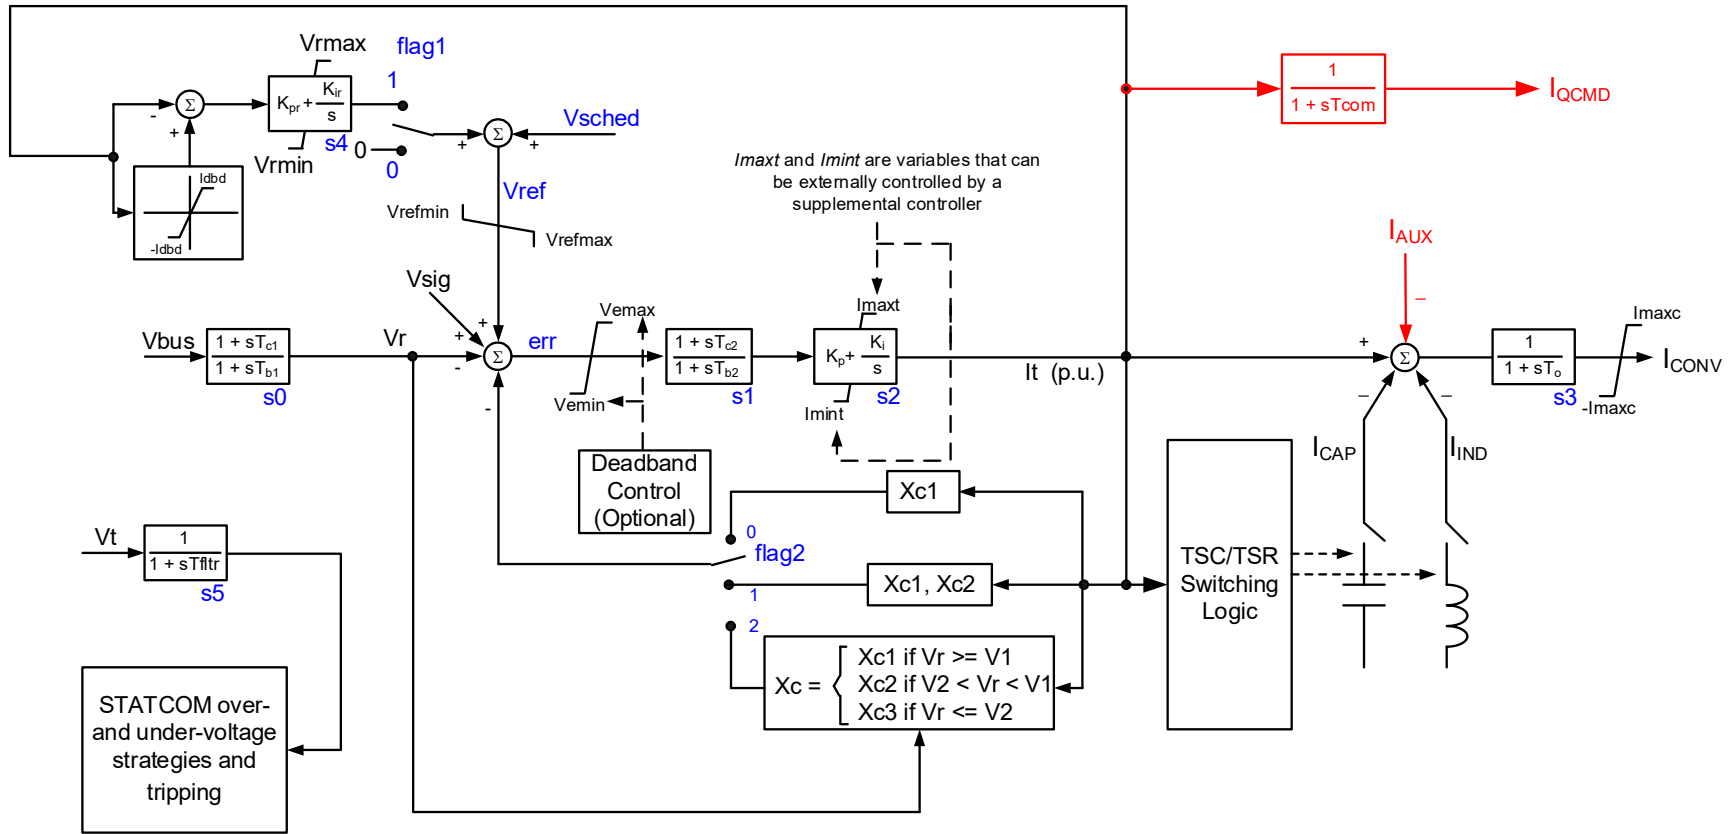 Vrmax
flag1
1
Kpr + Kir
s
s4
Vrmin
Σ
-
+
Idbd
-Idbd
0
0
Σ
+
+
Vsched
Vref
Vrefmin
Vrefmax
Imaxt and Imint are variables that can
be externally controlled by a
supplemental controller
1
1 + sTcom
IQCMD
IAUX
Vsig
Vbus
1 + sTc1
1 + sTb1
s0
Vr
+
+
-
-
Σ
err
Vemax
Vemin
1 + sTc2
1 + sTb2
s1
Imaxt
Kp + Ki
s
s2
Imint
It (p.u.)
+
–
–
–
Σ
1
1 + sTo
s3
Imaxc
-Imaxc
ICONV
ICAP
IIND
Deadband
Control
(Optional)
Xc1
0
flag2
Xc1, Xc2
1
2
Xc =
Xc1 if Vr >= V1
Xc2 if V2 < Vr < V1
Xc3 if Vr <= V2
TSC/TSR
Switching
Logic
Vt
1
1 + sTfltr
s5
STATCOM over-
and under-voltage
strategies and
tripping